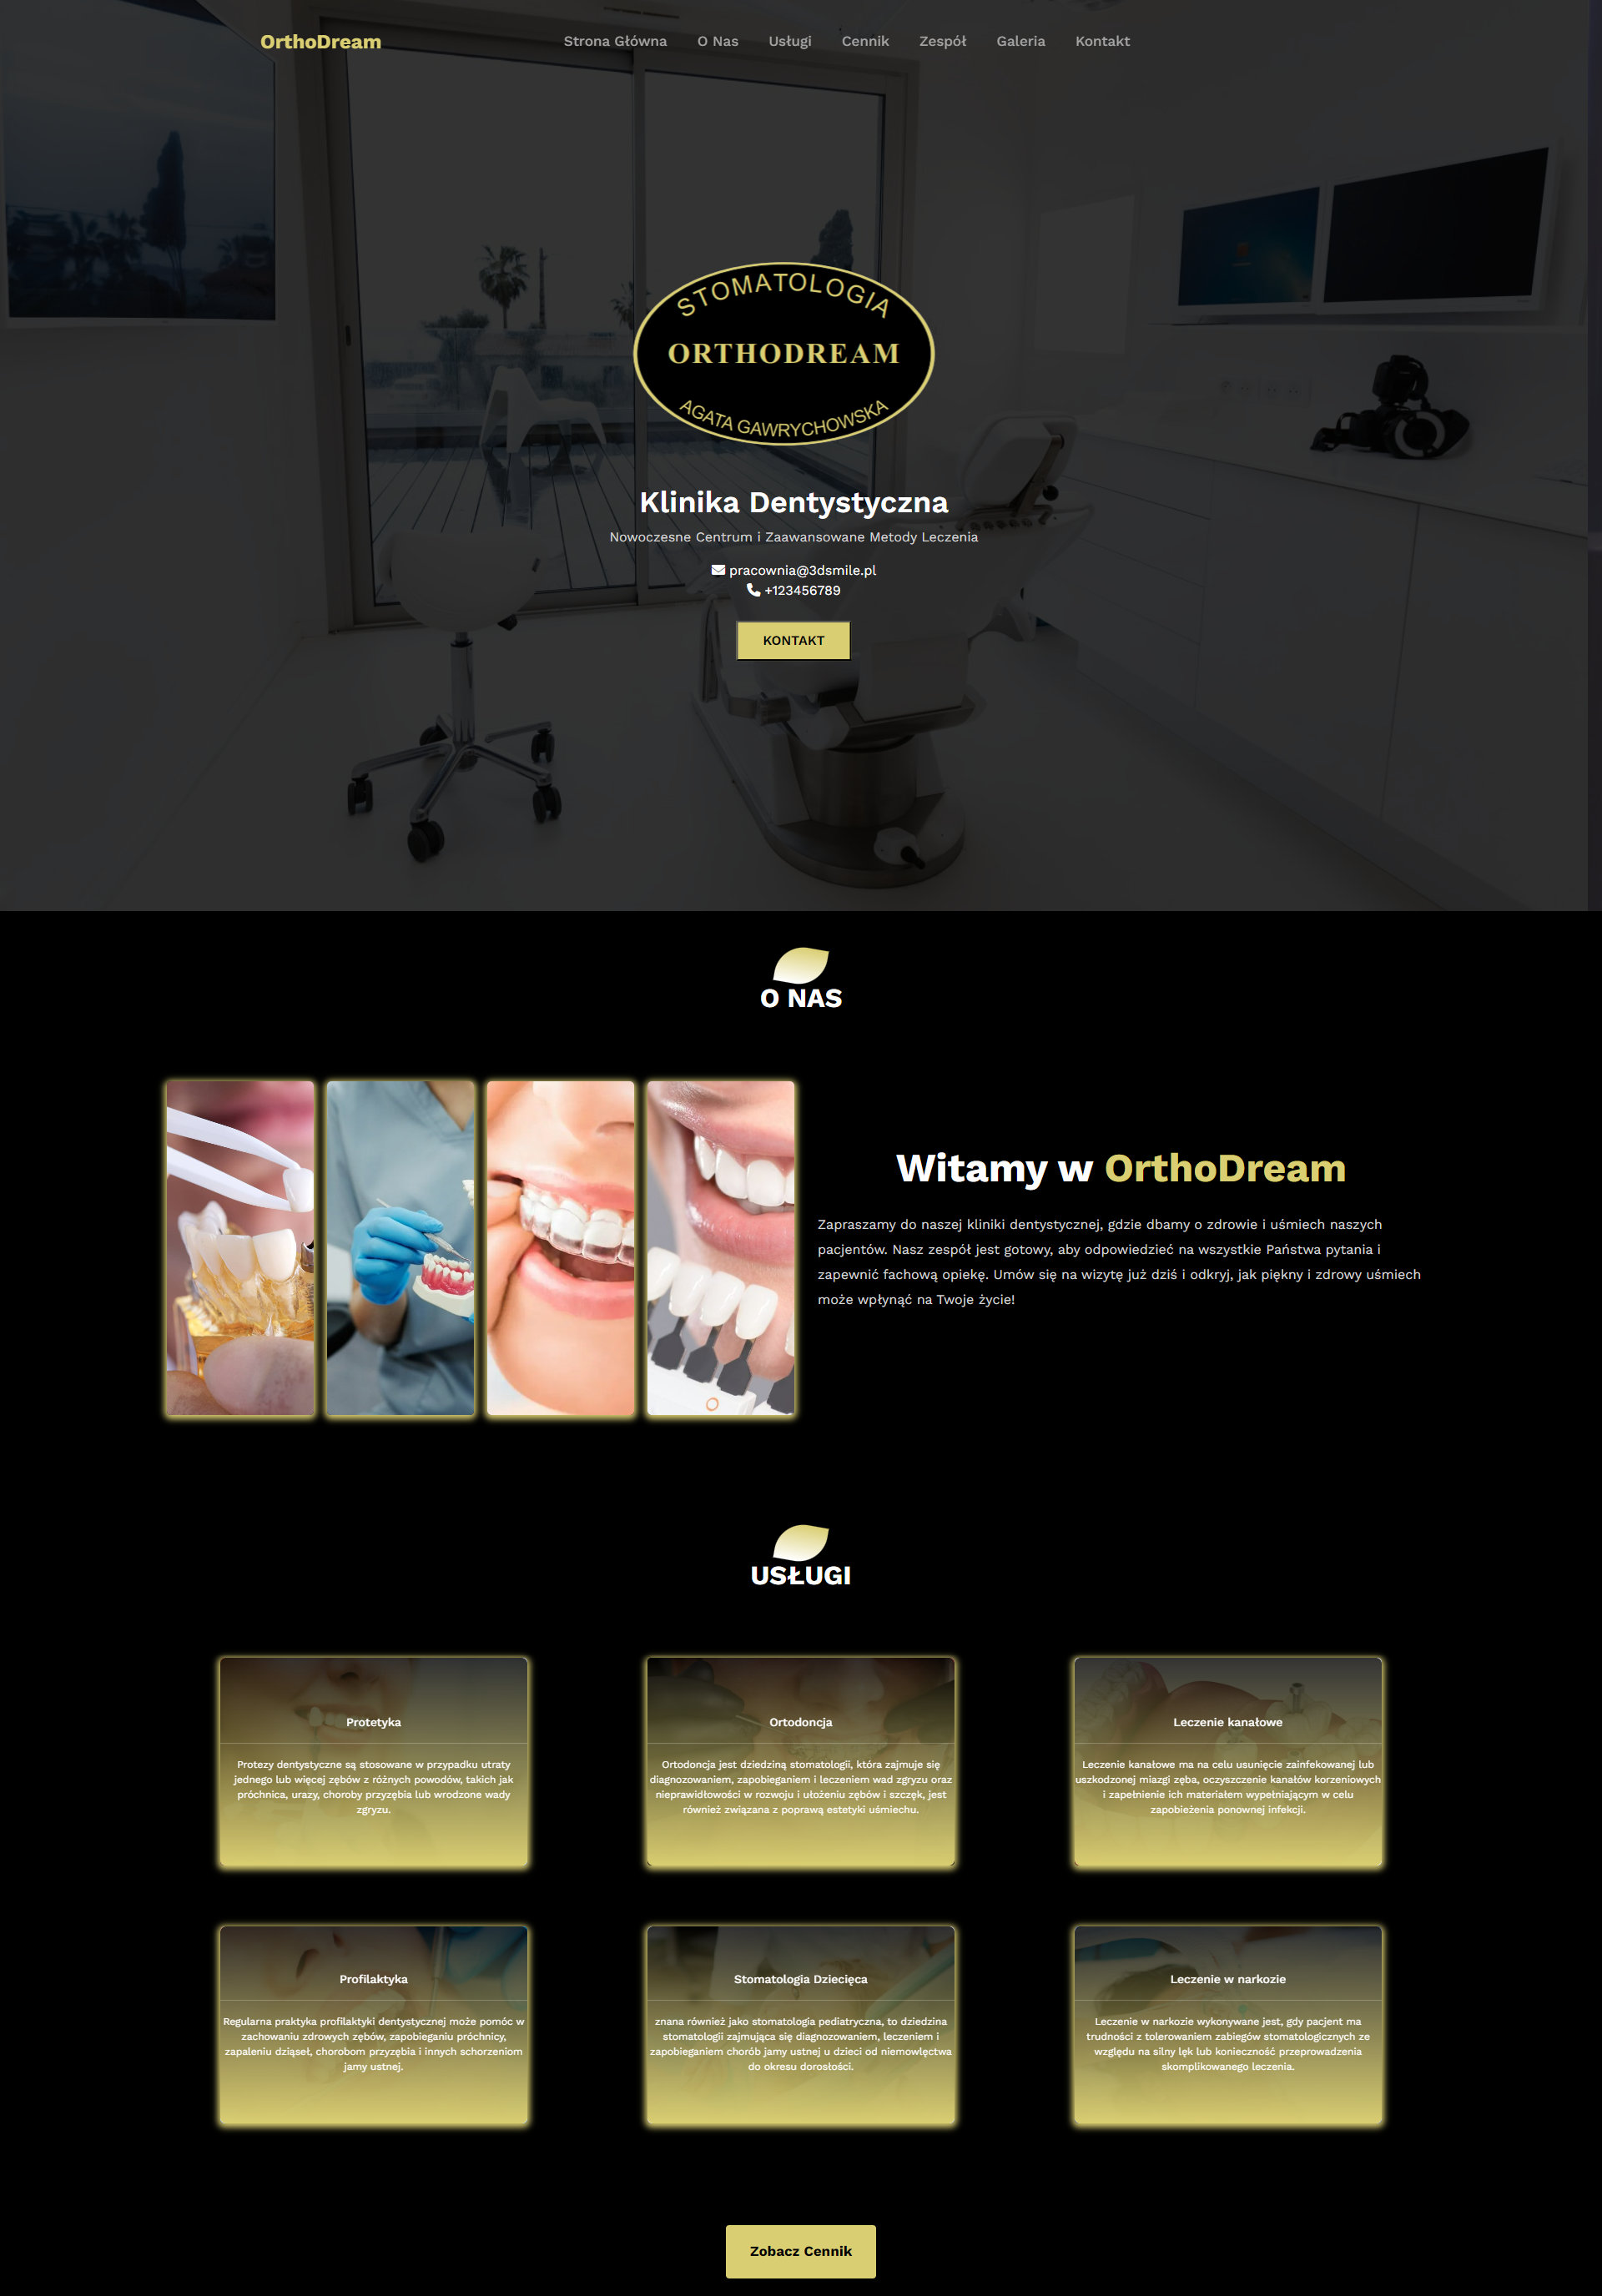 OrthoDream
Strona Główna O Nas Usługi Cennik Zespół Galeria Kontakt
STOMATOLOGIA
ORTHODREAM
AGATA GAWRYCHOWSKA
Klinika Dentystyczna
Nowoczesne Centrum i Zaawansowane Metody Leczenia
pracownia@3dsmile.pl
+123456789
KONTAKT
O NAS
Witamy w OrthoDream
Zapraszamy do naszej kliniki dentystycznej, gdzie dbamy o zdrowie i uśmiech naszych
pacjentów. Nasz zespół jest gotowy, aby odpowiedzieć na wszystkie Państwa pytania i
zapewnić fachową opiekę. Umów się na wizytę już dziś i odkryj, jak piękny i zdrowy uśmiech
może wpłynąć na Twoje życie!
USŁUGI
Protetyka
Protezy dentystyczne są stosowane w przypadku utraty
jednego lub więcej zębów z różnych powodów, takich jak
próchnica, urazy, choroby przyzębia lub wrodzone wady
zgryzu.
Ortodoncja
Ortodoncja jest dziedziną stomatologii, która zajmuje się
diagnozowaniem, zapobieganiem i leczeniem wad zgryzu oraz
nieprawidłowości w rozwoju i ułożeniu zębów i szczęk, jest
również związana z poprawą estetyki uśmiechu.
Leczenie kanałowe
Leczenie kanałowe ma na celu usunięcie zainfekowanej lub
uszkodzonej miazgi zęba, oczyszczenie kanałów korzeniowych
i zapełnienie ich materiałem wypełniającym w celu
zapobieżenia ponownej infekcji.
Profilaktyka
Regularna praktyka profilaktyki dentystycznej może pomóc w
zachowaniu zdrowych zębów, zapobieganiu próchnicy,
zapaleniu dziąseł, chorobom przyzębia i innych schorzeniom
jamy ustnej.
Stomatologia Dziecięca
znana również jako stomatologia pediatryczna, to dziedzina
stomatologii zajmująca się diagnozowaniem, leczeniem i
zapobieganiem chorób jamy ustnej u dzieci od niemowlęctwa
do okresu dorosłości.
Leczenie w narkozie
Leczenie w narkozie wykonywane jest, gdy pacjent ma
trudności z tolerowaniem zabiegów stomatologicznych ze
względu na silny lęk lub konieczność przeprowadzenia
skomplikowanego leczenia.
Zobacz Cennik